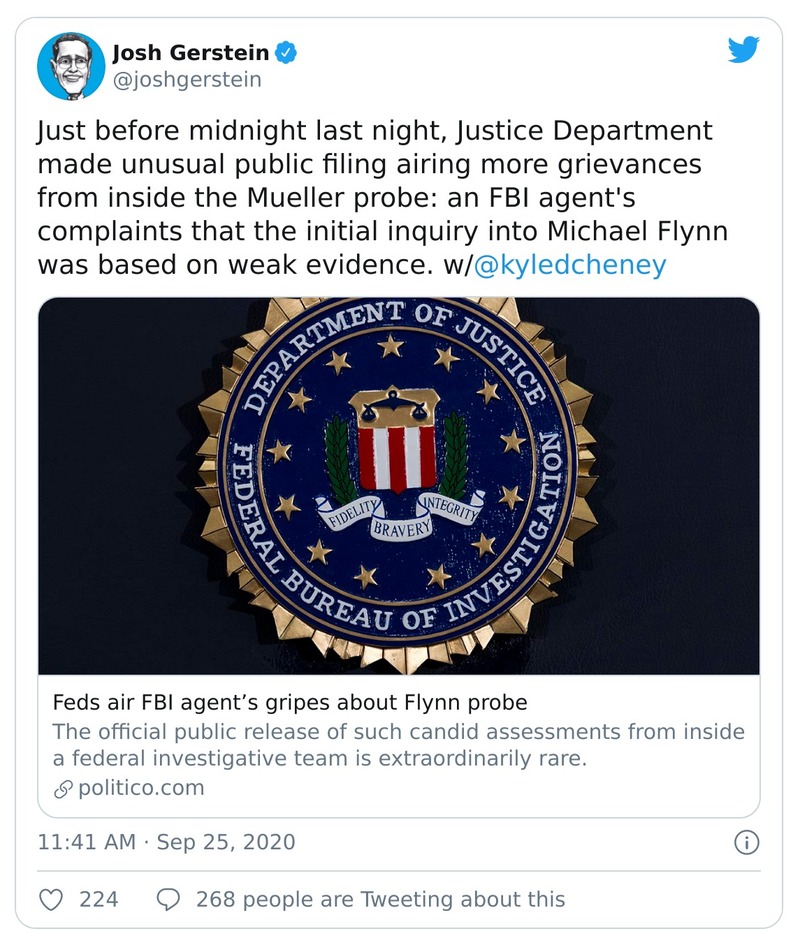 Josh Gerstein
@joshgerstein
Just before midnight last night, Justice Department
made unusual public filing airing more grievances
from inside the Mueller probe: an FBI agent's
complaints that the initial inquiry into Michael Flynn
was based on weak evidence. w/@kyledcheney
DEPARTMENT OF JUSTICE
FIDELITY BRAVERY INTEGRITY
FEDERAL BUREAU OF INVESTIGATION
Feds air FBI agent’s gripes about Flynn probe
The official public release of such candid assessments from inside
a federal investigative team is extraordinarily rare.
politico.com
11:41 AM · Sep 25, 2020
224 268 people are Tweeting about this